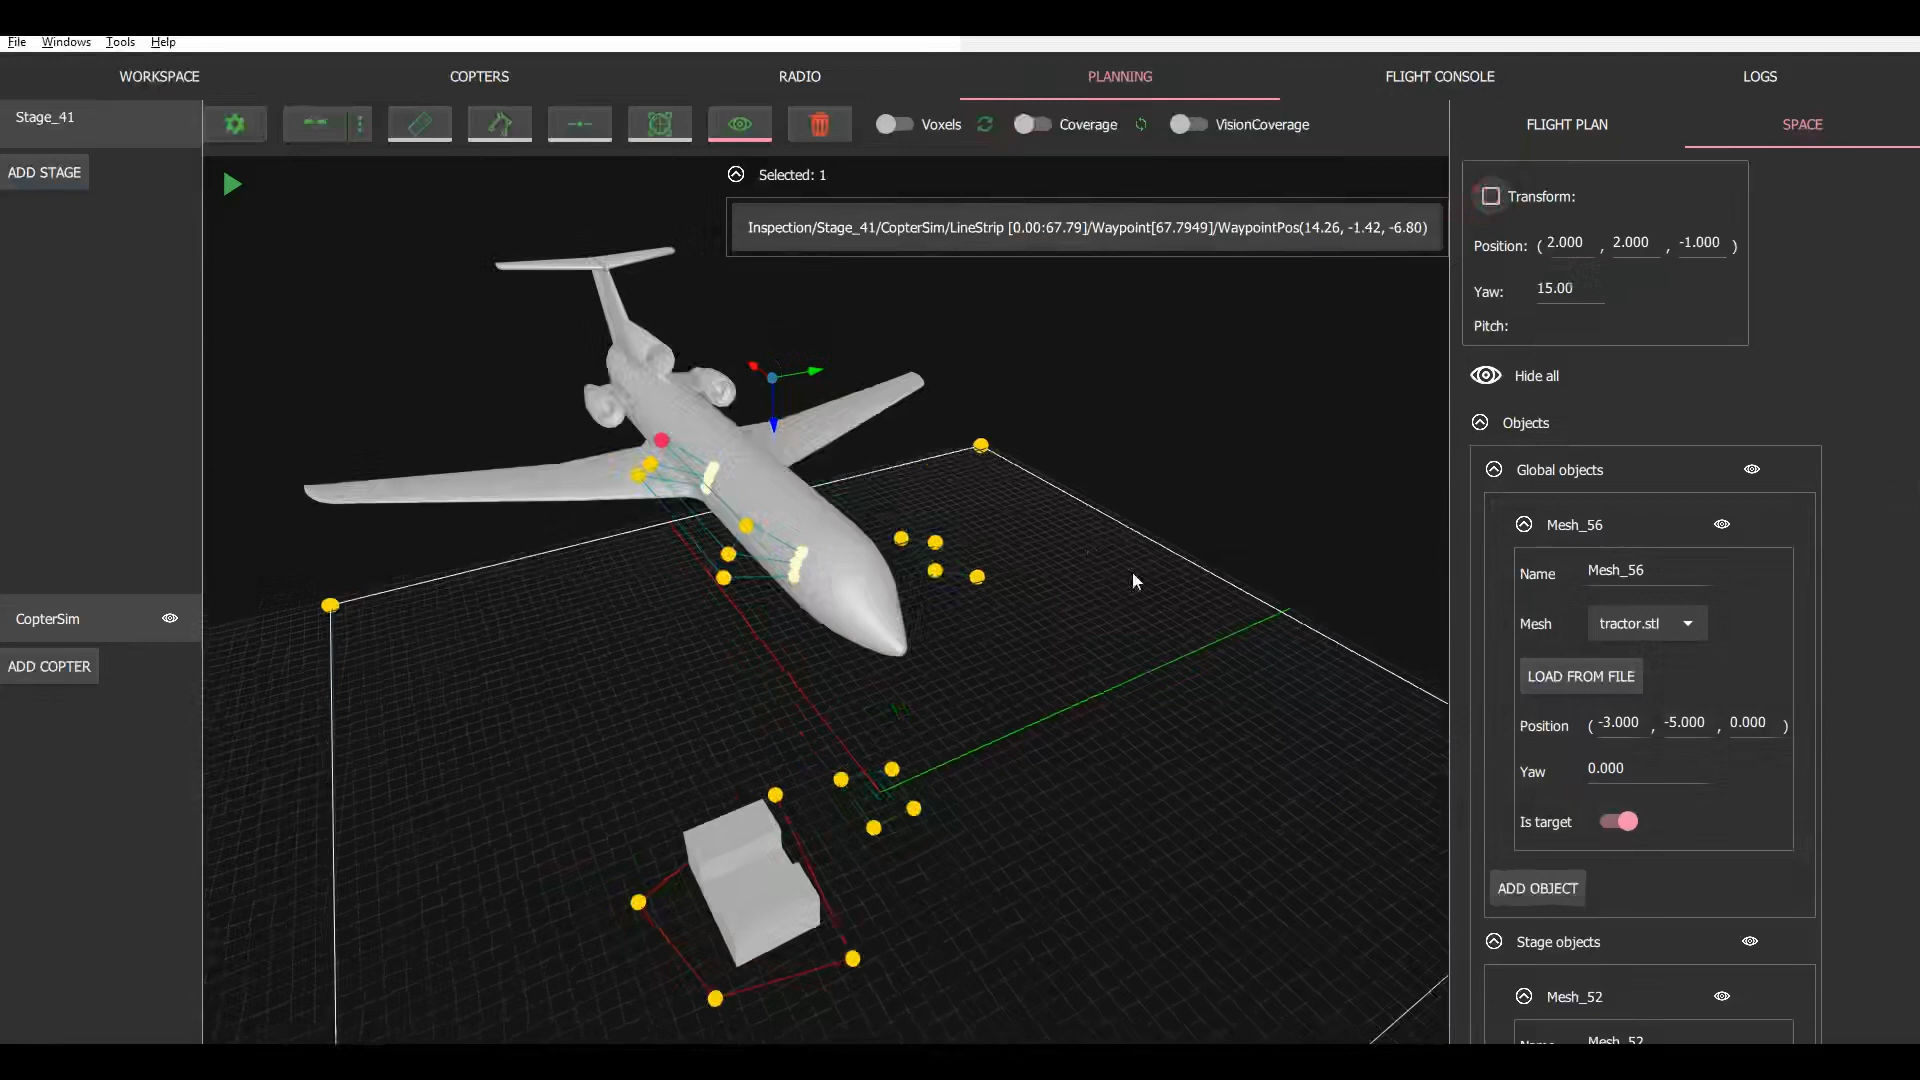 File Windows Tools Help
WORKSPACE COPTERS RADIO PLANNING FLIGHT CONSOLE LOGS
Stage_41
ADD STAGE
CopterSim
ADD COPTER
Voxels Coverage VisionCoverage
Selected: 1
Inspection/Stage_41/CopterSim/LineStrip [0.00:67.79]/Waypoint[67.7949]/WaypointPos(14.26, -1.42, -6.80)
FLIGHT PLAN SPACE
Transform:
Position: ( 2.000 , 2.000 , -1.000 )
Yaw: 15.00
Pitch:
Hide all
Objects
Global objects
Mesh_56
Name Mesh_56
Mesh tractor.stl
LOAD FROM FILE
Position ( -3.000 , -5.000 , 0.000 )
Yaw 0.000
Is target
ADD OBJECT
Stage objects
Mesh_52
Name Mesh_52